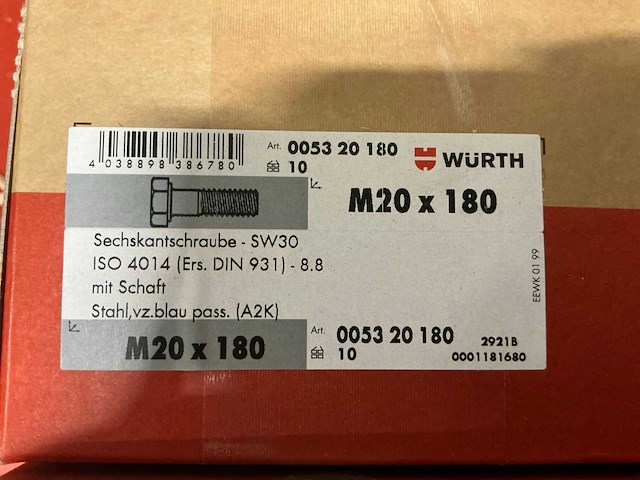 4 038898 386780
Art. 0053 20 180
10
WÜRTH
M20 x 180
Sechskantschraube - SW30
ISO 4014 (Ers. DIN 931) - 8.8
mit Schaft
Stahl,vz.blau pass. (A2K)
EEWK 01 99
M20 x 180
Art. 0053 20 180
10
2921B
0001181680